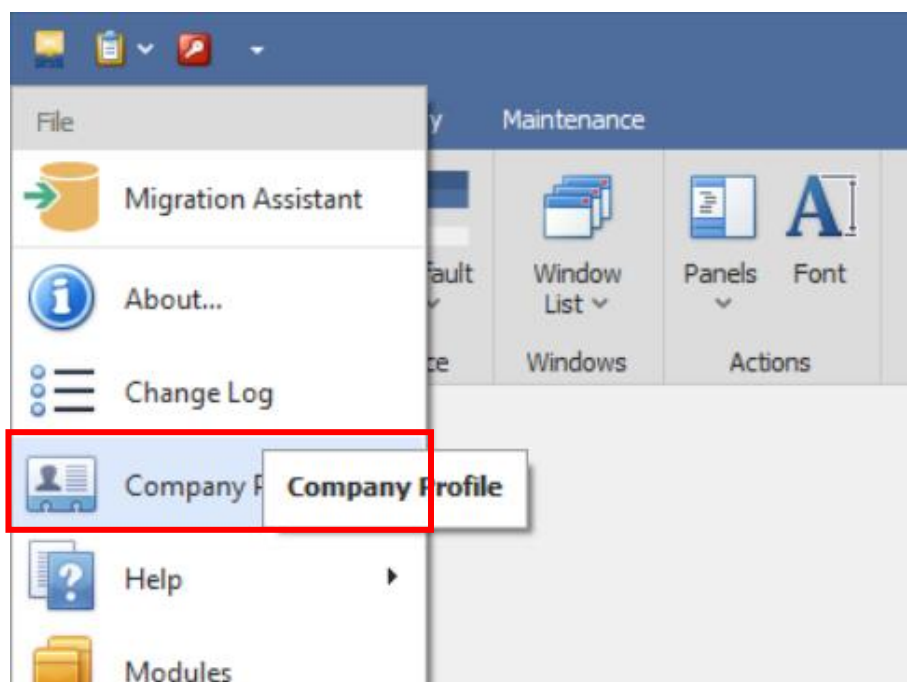 File
y
Maintenance
Migration Assistant
fault
Window
List
Panels
Font
About...
ce
Windows
Actions
Change Log
Company P
Company Profile
Help
Modules